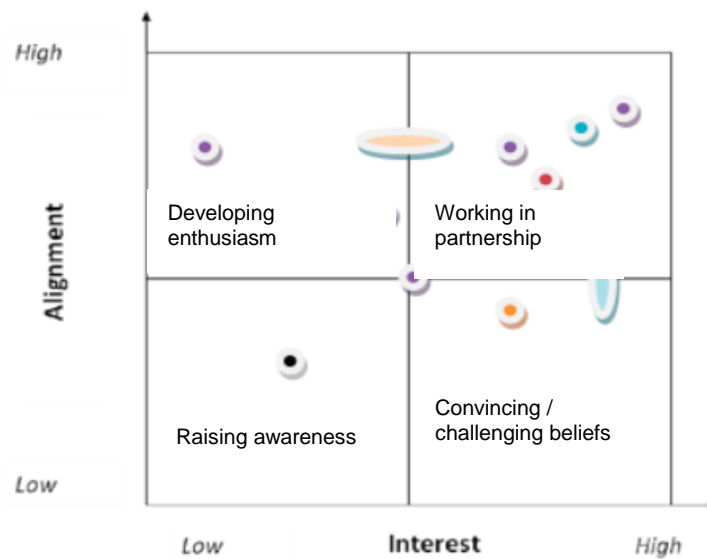 High
Developing
enthusiasm
Working in
partnership
Alignment
Raising awareness
Convincing /
challenging beliefs
Low
Low
Interest
High